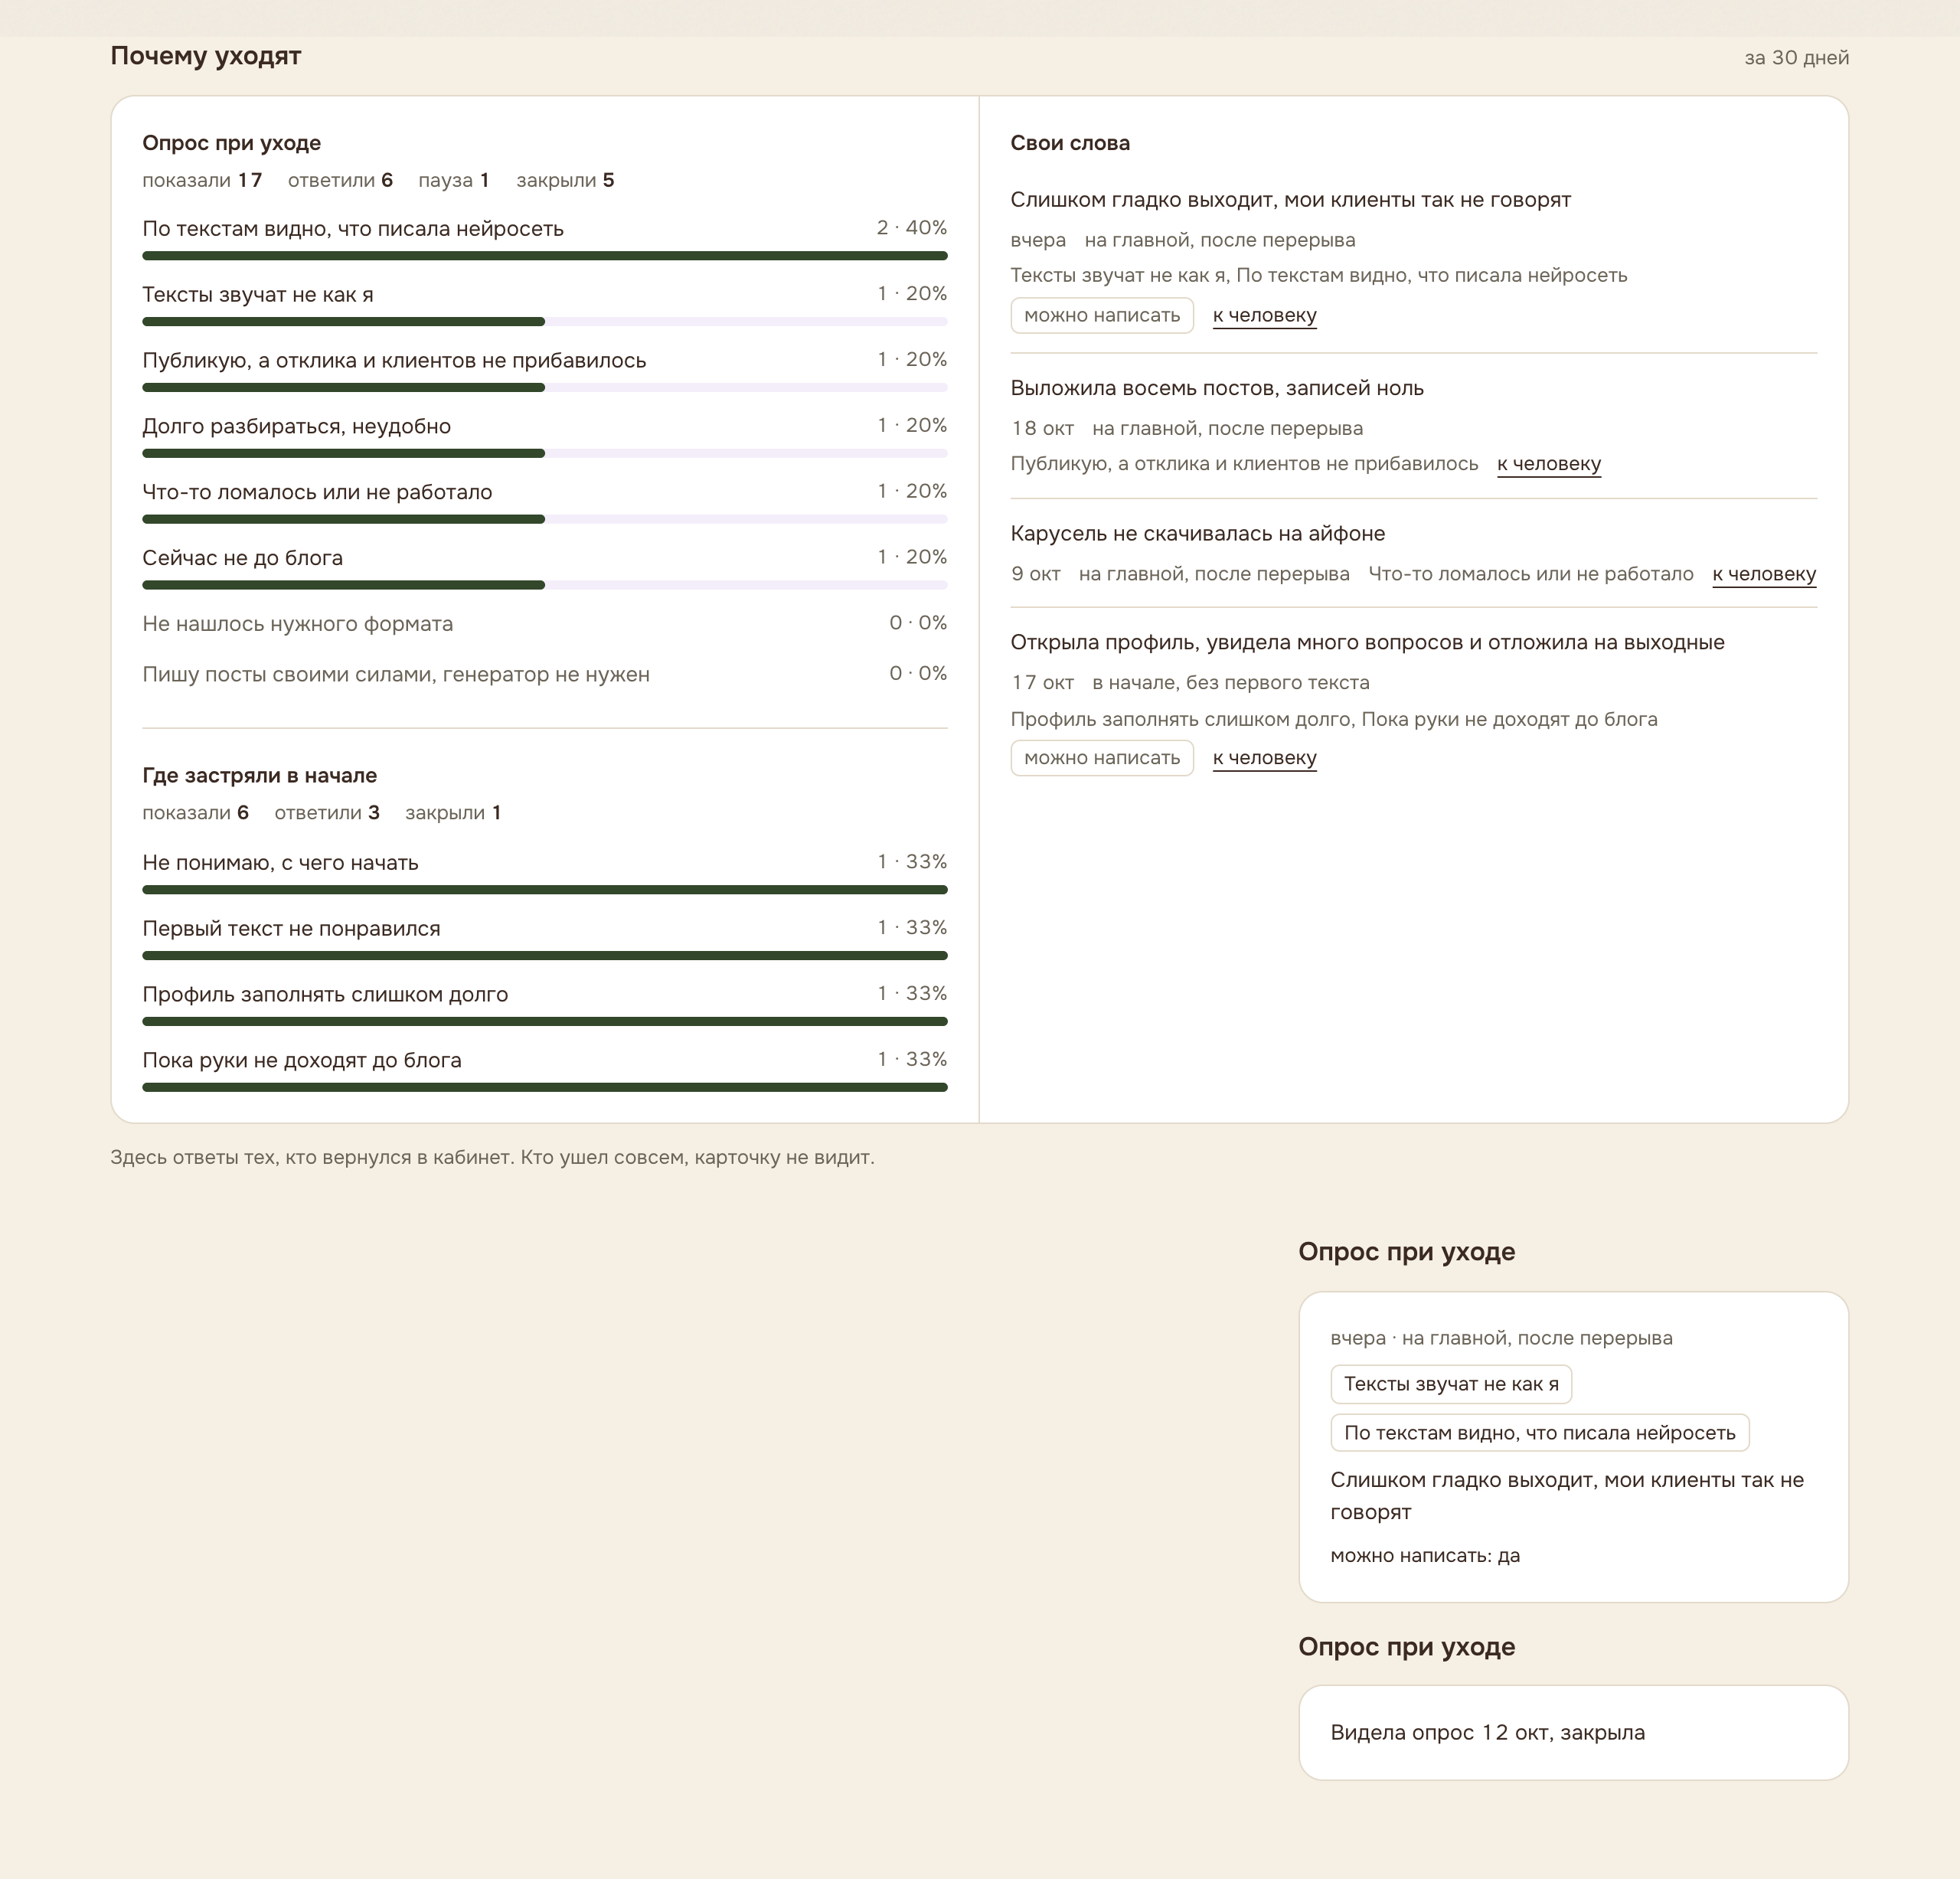 Почему уходят
за 30 дней
Опрос при уходе
показали 17 ответили 6 пауза 1 закрыли 5
По текстам видно, что писала нейросеть 2 · 40%
Тексты звучат не как я 1 · 20%
Публикую, а отклика и клиентов не прибавилось 1 · 20%
Долго разбираться, неудобно 1 · 20%
Что-то ломалось или не работало 1 · 20%
Сейчас не до блога 1 · 20%
Не нашлось нужного формата 0 · 0%
Пишу посты своими силами, генератор не нужен 0 · 0%
Где застряли в начале
показали 6 ответили 3 закрыли 1
Не понимаю, с чего начать 1 · 33%
Первый текст не понравился 1 · 33%
Профиль заполнять слишком долго 1 · 33%
Пока руки не доходят до блога 1 · 33%
Свои слова
Слишком гладко выходит, мои клиенты так не говорят
вчера на главной, после перерыва
Тексты звучат не как я, По текстам видно, что писала нейросеть
можно написать к человеку
Выложила восемь постов, записей ноль
18 окт на главной, после перерыва
Публикую, а отклика и клиентов не прибавилось к человеку
Карусель не скачивалась на айфоне
9 окт на главной, после перерыва Что-то ломалось или не работало к человеку
Открыла профиль, увидела много вопросов и отложила на выходные
17 окт в начале, без первого текста
Профиль заполнять слишком долго, Пока руки не доходят до блога
можно написать к человеку
Здесь ответы тех, кто вернулся в кабинет. Кто ушел совсем, карточку не видит.
Опрос при уходе
вчера · на главной, после перерыва
Тексты звучат не как я
По текстам видно, что писала нейросеть
Слишком гладко выходит, мои клиенты так не
говорят
можно написать: да
Опрос при уходе
Видела опрос 12 окт, закрыла